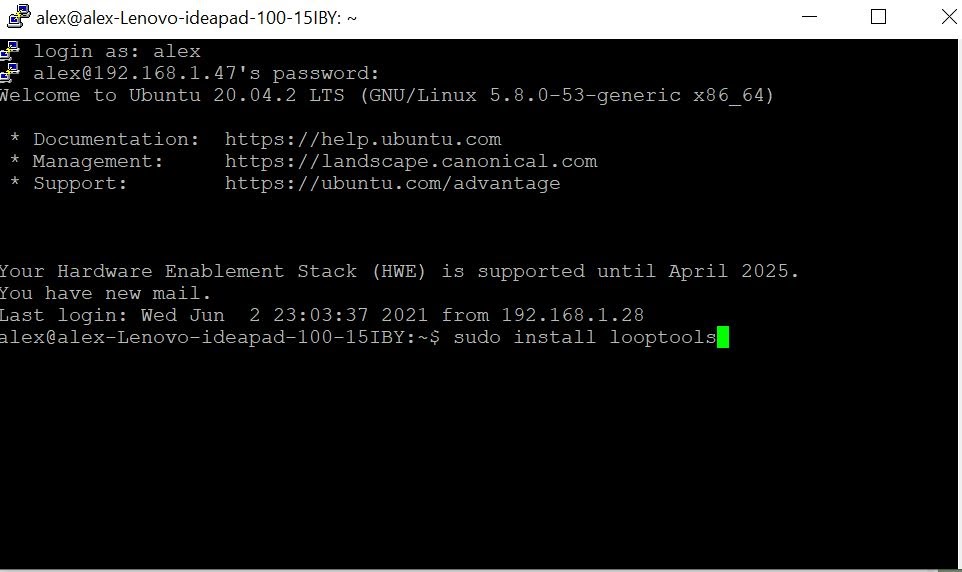 alex@alex-Lenovo-ideapad-100-15IBY: ~
login as: alex
alex@192.168.1.47's password:
Welcome to Ubuntu 20.04.2 LTS (GNU/Linux 5.8.0-53-generic x86_64)
* Documentation:  https://help.ubuntu.com
* Management:     https://landscape.canonical.com
* Support:        https://ubuntu.com/advantage
Your Hardware Enablement Stack (HWE) is supported until April 2025.
You have new mail.
Last login: Wed Jun  2 23:03:37 2021 from 192.168.1.28
alex@alex-Lenovo-ideapad-100-15IBY:~$ sudo install looptools